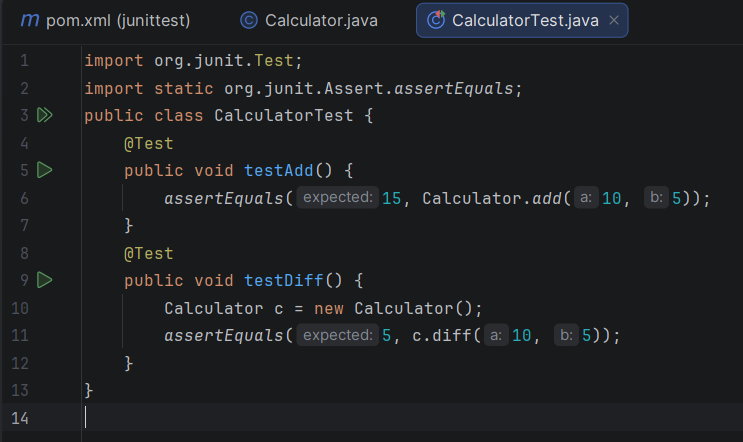 m pom.xml (junittest) © Calculator.java CalculatorTest.java ×
1 import org.junit.Test;
2 import static org.junit.Assert.assertEquals;
3 public class CalculatorTest {
4 @Test
5 public void testAdd() {
6 assertEquals( expected: 15, Calculator.add( a: 10, b: 5));
7 }
8 @Test
9 public void testDiff() {
10 Calculator c = new Calculator();
11 assertEquals( expected: 5, c.diff( a: 10, b: 5));
12 }
13 }
14